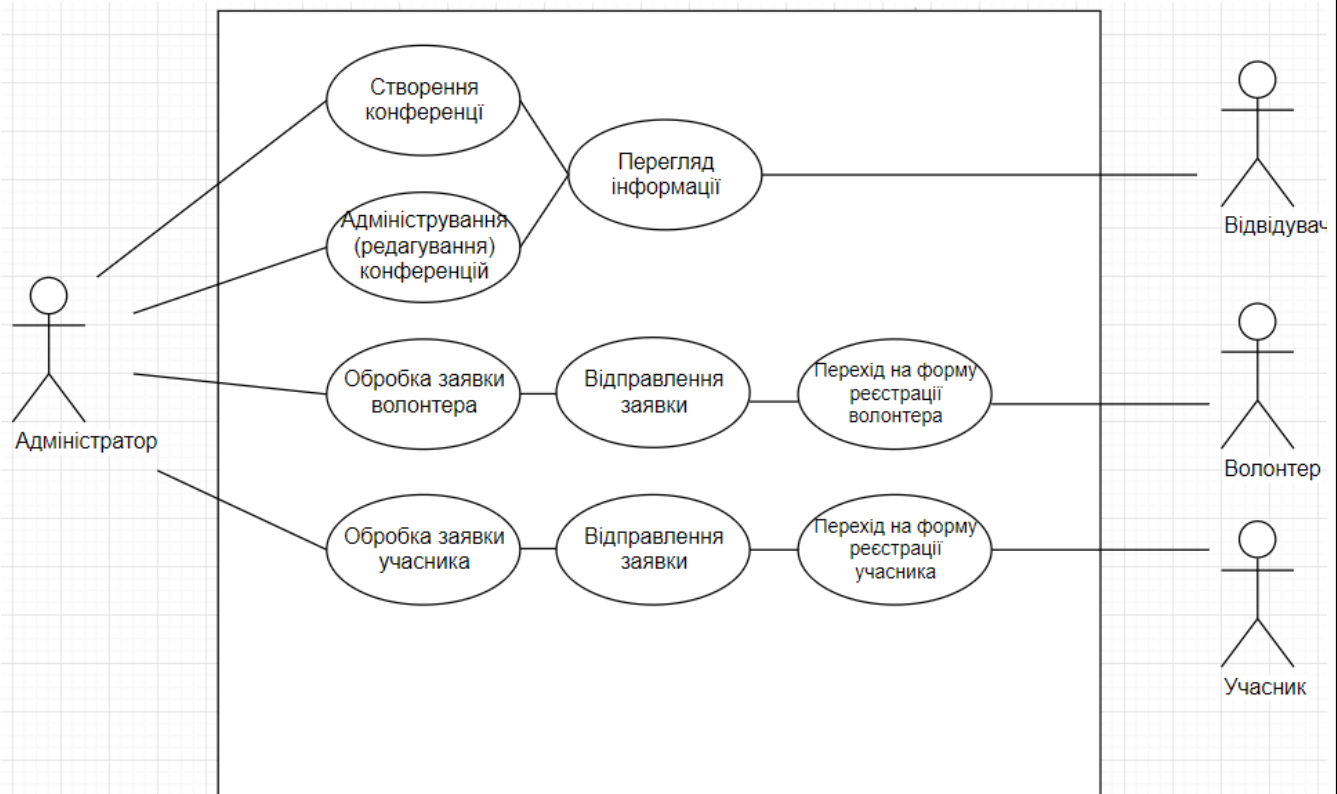 Створення
конференцї
Перегляд
інформації
Адміністрування
(редагування)
конференцій
Відвідувач
Обробка заявки
волонтера
Відправлення
заявки
Перехід на форму
реєстрації
волонтера
Адміністратор
Волонтер
Обробка заявки
учасника
Відправлення
заявки
Перехід на форму
реєстрації
учасника
Учасник